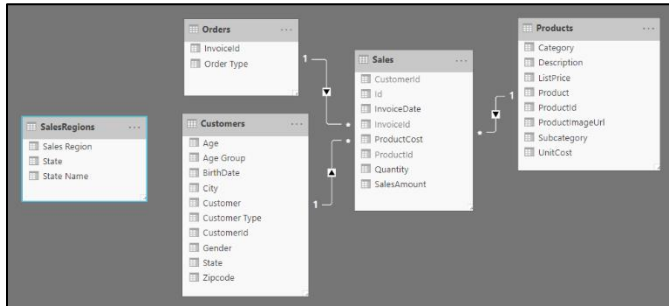 Orders
InvoiceId
Order Type
1
SalesRegions
Sales Region
State
State Name
Customers
Age
Age Group
BirthDate
City
Customer
Customer Type
CustomerId
Gender
State
Zipcode
1
Sales
CustomerId
Id
InvoiceDate
InvoiceId
ProductCost
ProductId
Quantity
SalesAmount
1
Products
Category
Description
ListPrice
Product
ProductId
ProductImageUrl
Subcategory
UnitCost